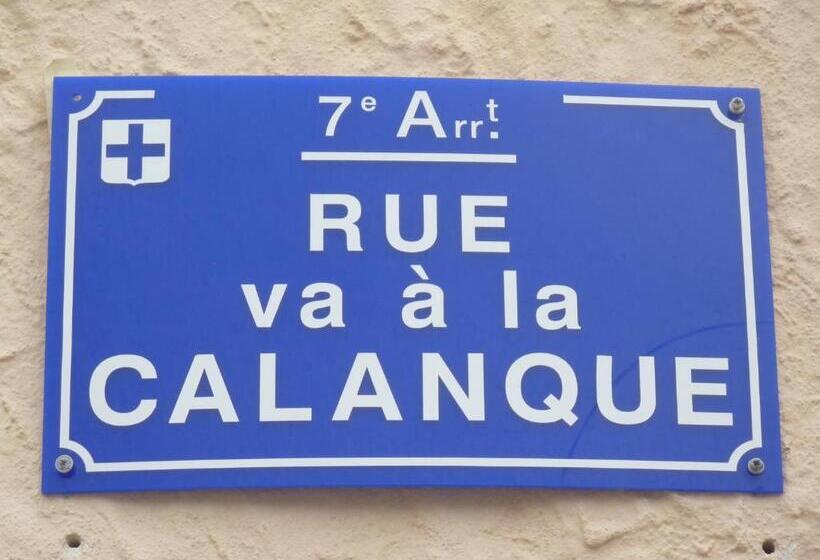 7e Arrt.
RUE
va à la
CALANQUE